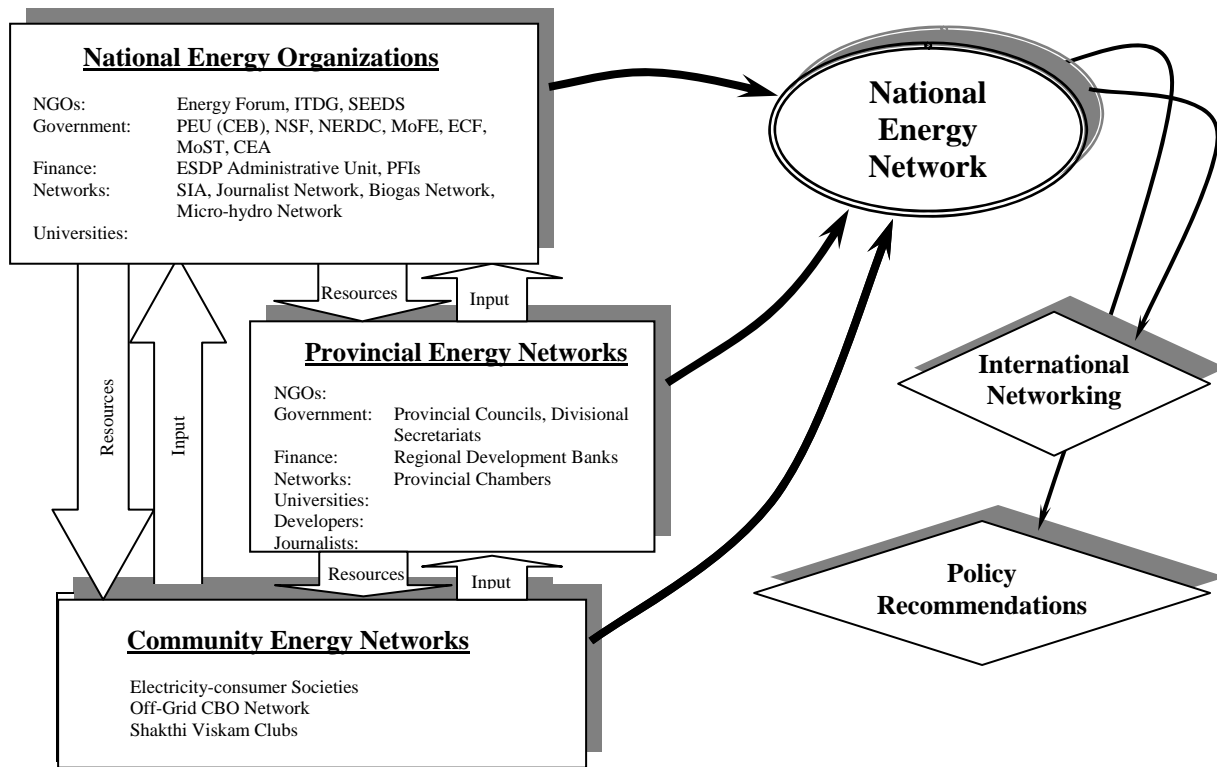 National Energy Organizations
NGOs: Energy Forum, ITDG, SEEDS
Government: PEU (CEB), NSF, NERDC, MoFE, ECF,
MoST, CEA
Finance: ESDP Administrative Unit, PFIs
Networks: SIA, Journalist Network, Biogas Network,
Micro-hydro Network
Universities:
National
Energy
Network
Resources
Input
Resources
Input
Provincial Energy Networks
NGOs:
Government: Provincial Councils, Divisional
Secretariats
Finance: Regional Development Banks
Networks: Provincial Chambers
Universities:
Developers:
Journalists:
International
Networking
Resources
Input
Policy
Recommendations
Community Energy Networks
Electricity-consumer Societies
Off-Grid CBO Network
Shakthi Viskam Clubs